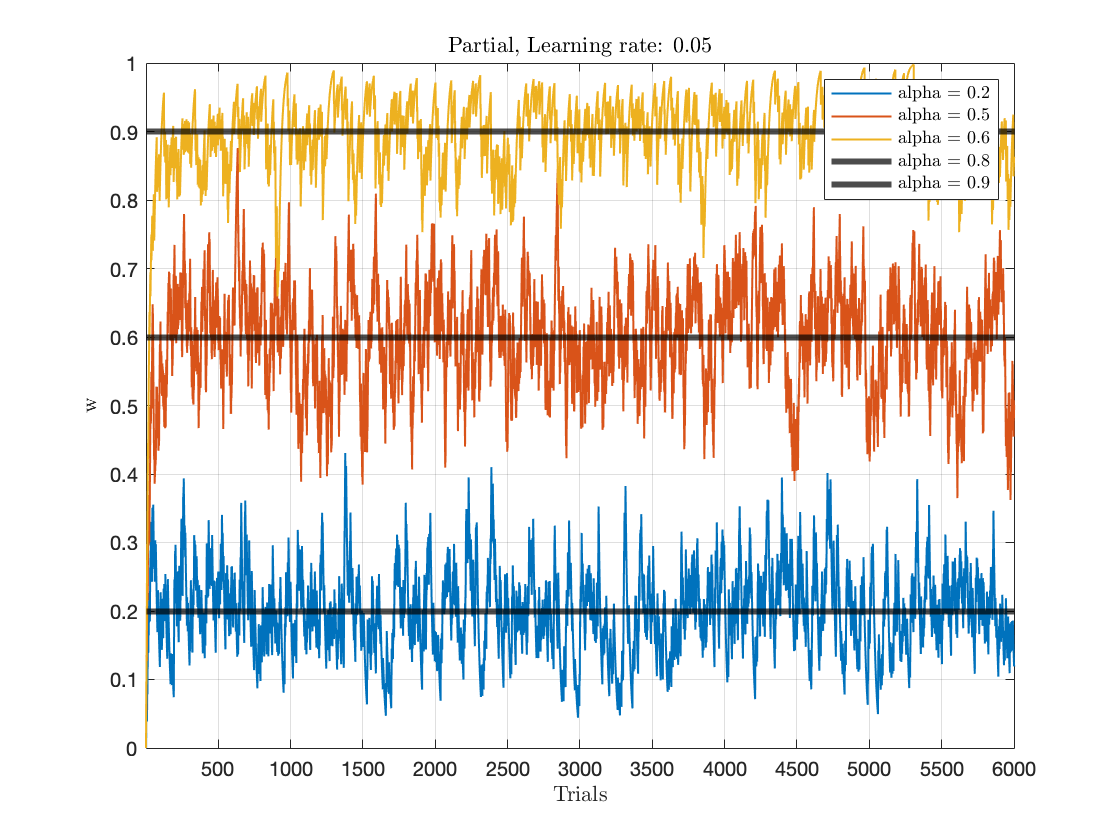 Partial, Learning rate: 0.05
1
alpha = 0.2
alpha = 0.5
alpha = 0.6
alpha = 0.8
alpha = 0.9
0.9
0.8
0.7
0.6
w
0.5
0.4
0.3
0.2
0.1
0
500 1000 1500 2000 2500 3000 3500 4000 4500 5000 5500 6000
Trials